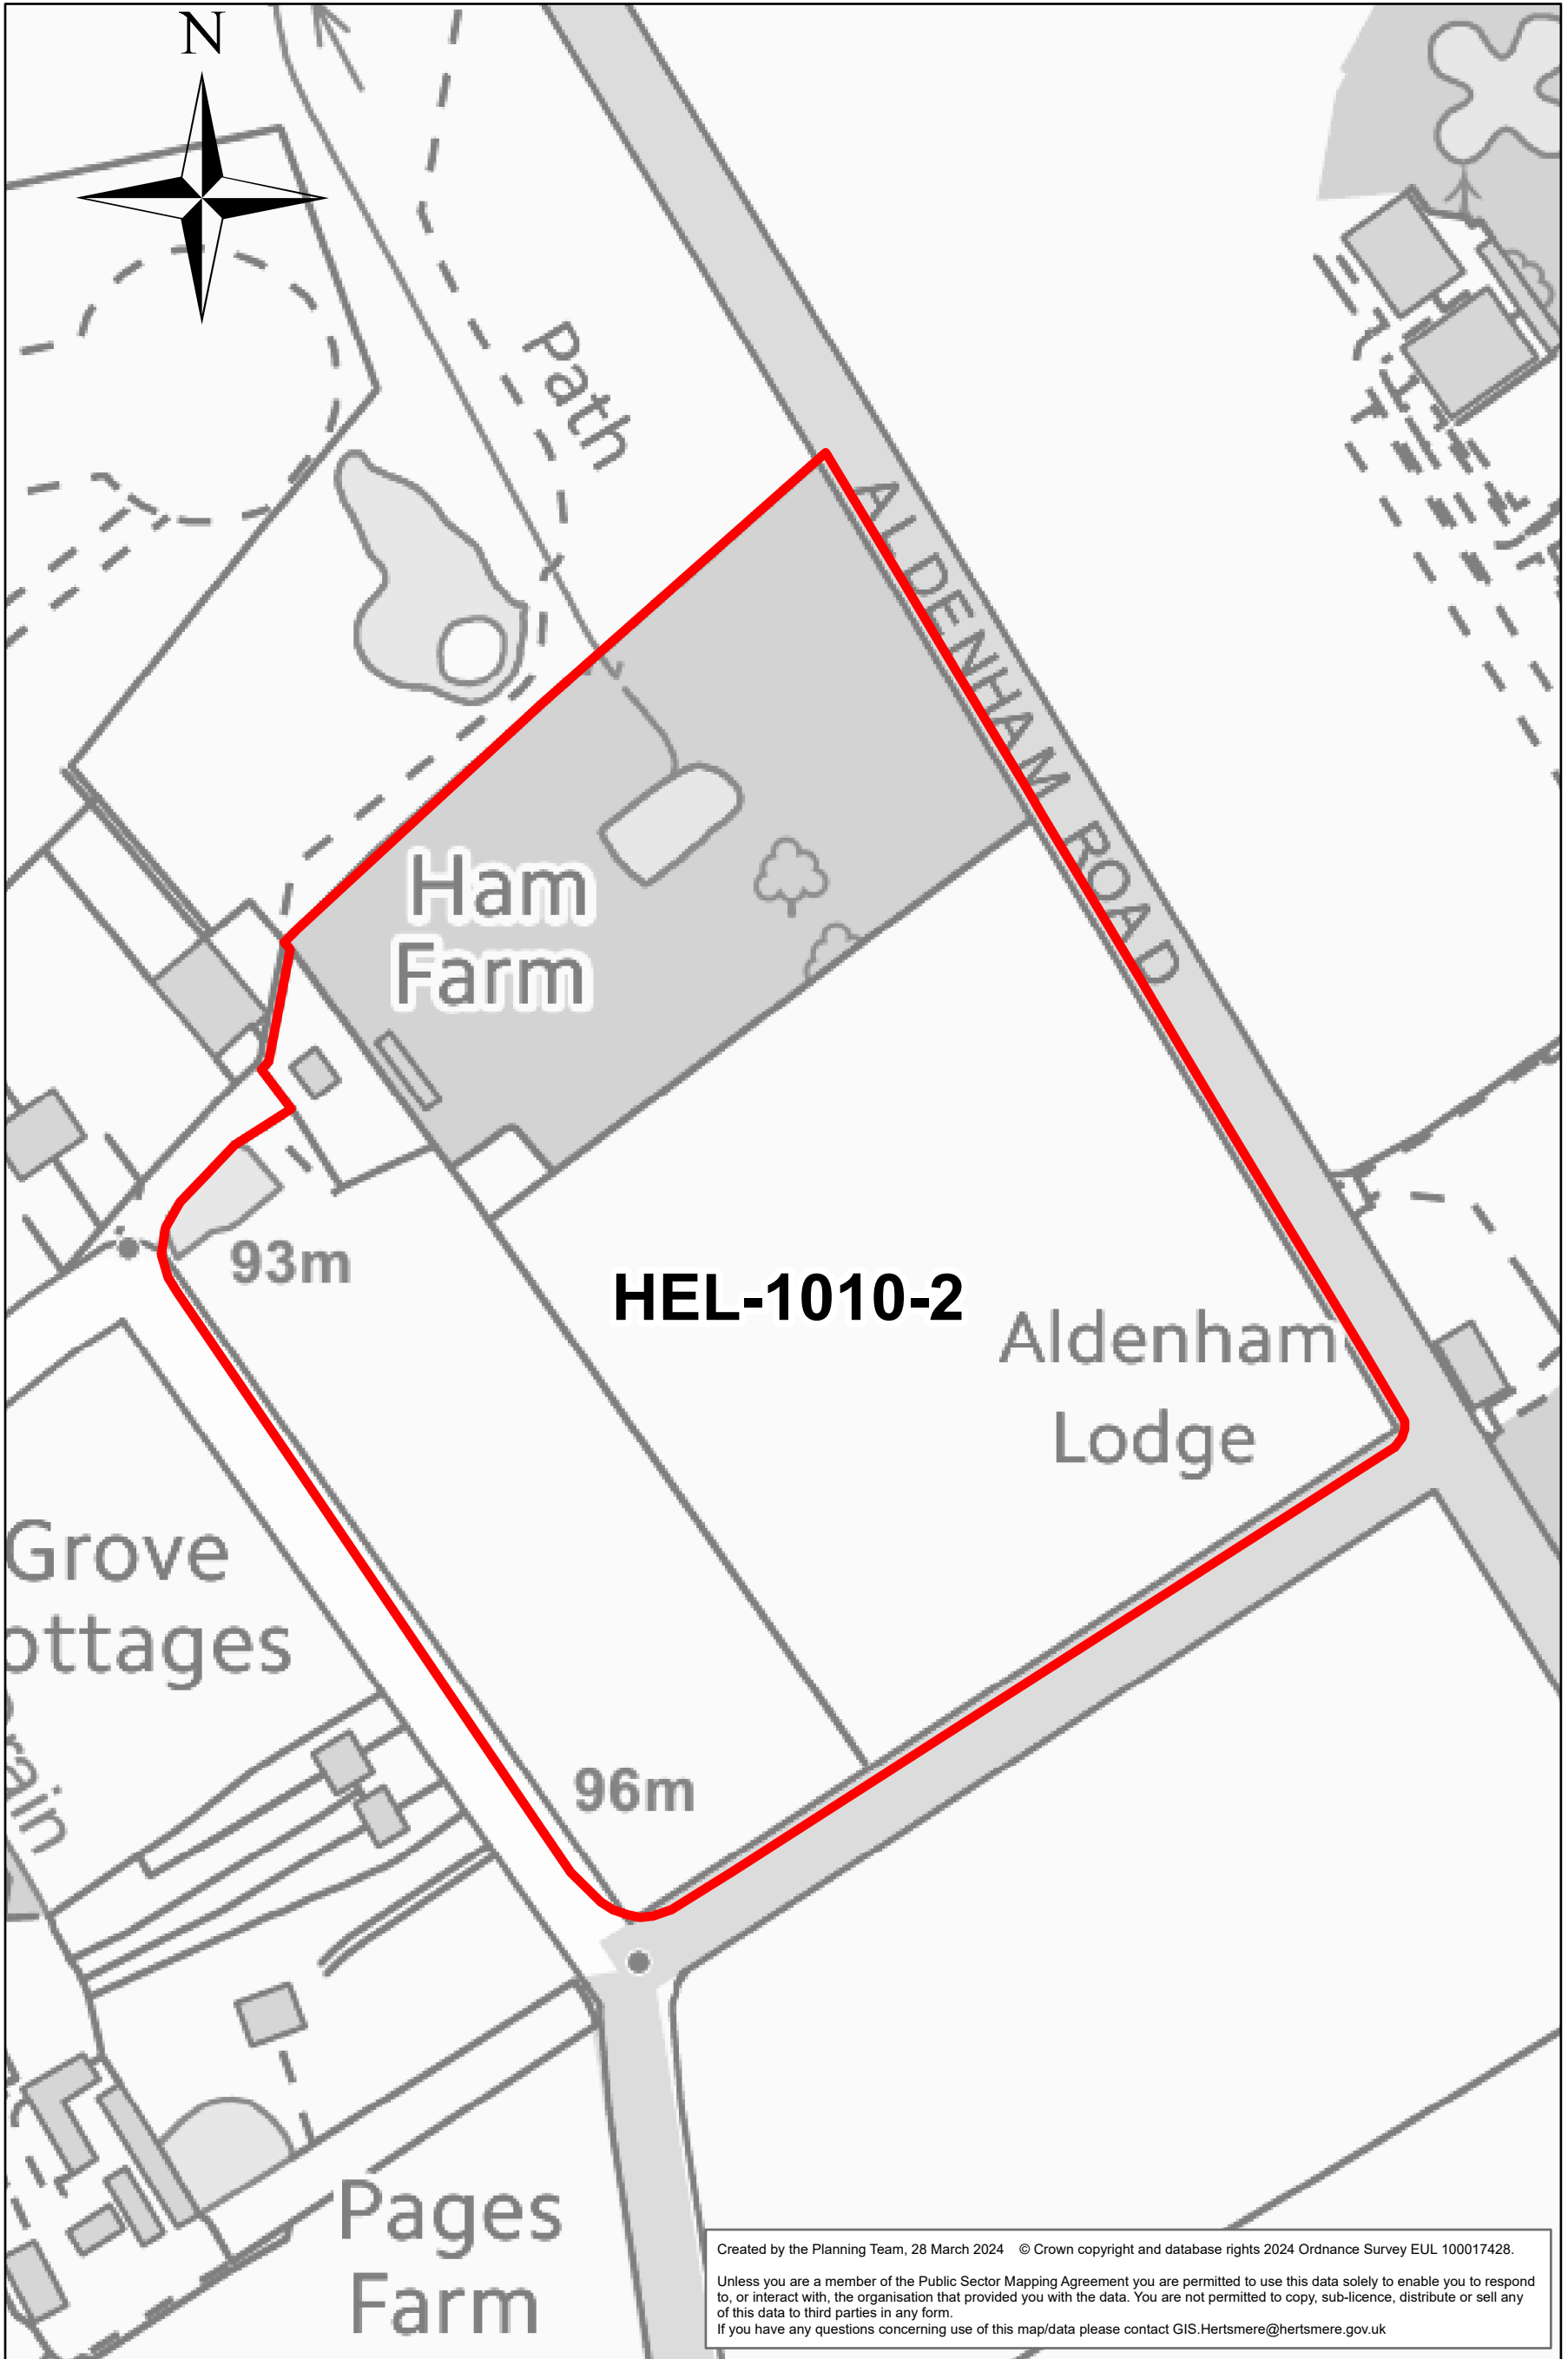 N
Path
ALDENHAM ROAD
Ham
Farm
93m
HEL-1010-2
Aldenham
Lodge
Grove
ottages
rain
96m
Pages
Farm
Created by the Planning Team, 28 March 2024 © Crown copyright and database rights 2024 Ordnance Survey EUL 100017428.
Unless you are a member of the Public Sector Mapping Agreement you are permitted to use this data solely to enable you to respond
to, or interact with, the organisation that provided you with the data. You are not permitted to copy, sub-licence, distribute or sell any
of this data to third parties in any form.
If you have any questions concerning use of this map/data please contact GIS.Hertsmere@hertsmere.gov.uk